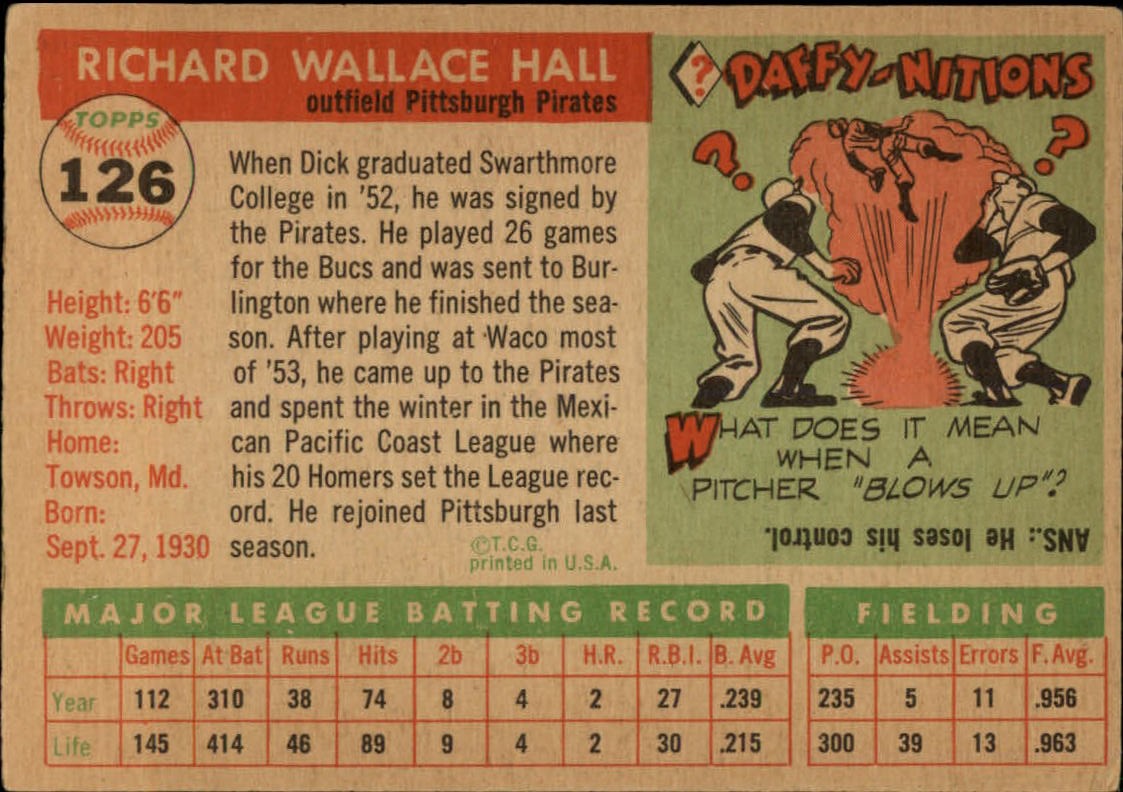 RICHARD WALLACE HALL
outfield Pittsburgh Pirates
TOPPS
126
Height: 6'6"
Weight: 205
Bats: Right
Throws: Right
Home:
Towson, Md.
Born:
Sept. 27, 1930
When Dick graduated Swarthmore
College in '52, he was signed by
the Pirates. He played 26 games
for the Bucs and was sent to Bur-
lington where he finished the sea-
son. After playing at Waco most
of '53, he came up to the Pirates
and spent the winter in the Mexi-
can Pacific Coast League where
his 20 Homers set the League rec-
ord. He rejoined Pittsburgh last
season.
©T.C.G.
printed in U.S.A.
? DAFFY-NITIONS
? ?
WHAT DOES IT MEAN
WHEN A
PITCHER "BLOWS UP"?
ANS.: He loses his control.
MAJOR LEAGUE BATTING RECORD FIELDING
Games At Bat Runs Hits 2b 3b H.R. R.B.I. B. Avg P.O. Assists Errors F. Avg.
Year 112 310 38 74 8 4 2 27 .239 235 5 11 .956
Life 145 414 46 89 9 4 2 30 .215 300 39 13 .963